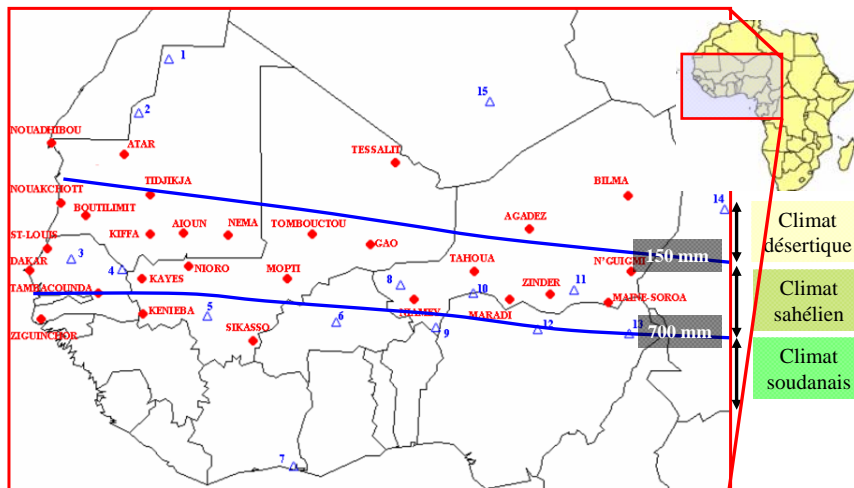 1
2
15
NOUADHIBOU
ATAR
TESSALIT
TIDJIKJA
BILMA
NOUAKCHOTT
BOUTILIMIT
14
Climat
désertique
ST-LOUIS
KIFFA
AIOUN
NEMA
TOMBOUCTOU
AGADEZ
GAO
150 mm
3
DAKAR
4
KAYES
NIORO
MOPTI
TAHOUA
N'GUIGMI
Climat
sahélien
TAMBACOUNDA
8
10
ZINDER
11
KENIEBA
5
6
NIAMEY
MARADI
MAINE-SOROA
ZIGUINCHOR
SIKASSO
9
12
13
700 mm
Climat
soudanais
7